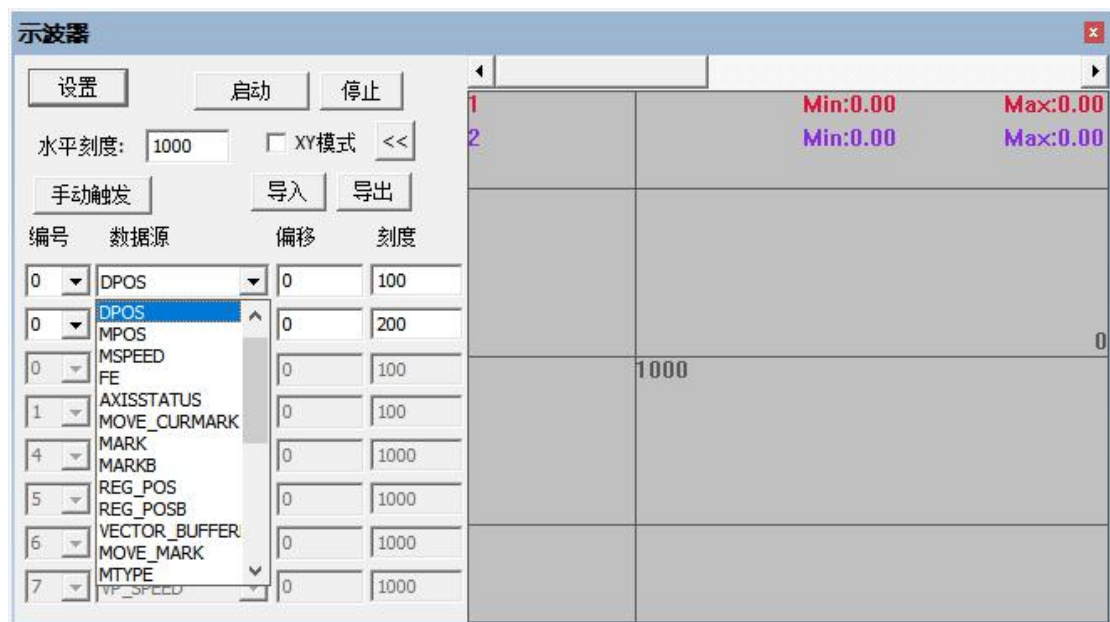 示波器
设置 启动 停止
水平刻度: 1000 XY模式 <<
手动触发 导入 导出
编号 数据源 偏移 刻度
0 DPOS 0 100
0 0 200
0 0 100
1 0 100
4 0 1000
5 0 1000
6 0 1000
7 VP_SPEED 0 1000
DPOS
MPOS
MSPEED
FE
AXISSTATUS
MOVE_CURMARK
MARK
MARKB
REG_POS
REG_POSB
VECTOR_BUFFER
MOVE_MARK
MTYPE
1 Min:0.00 Max:0.00
2 Min:0.00 Max:0.00
0
1000